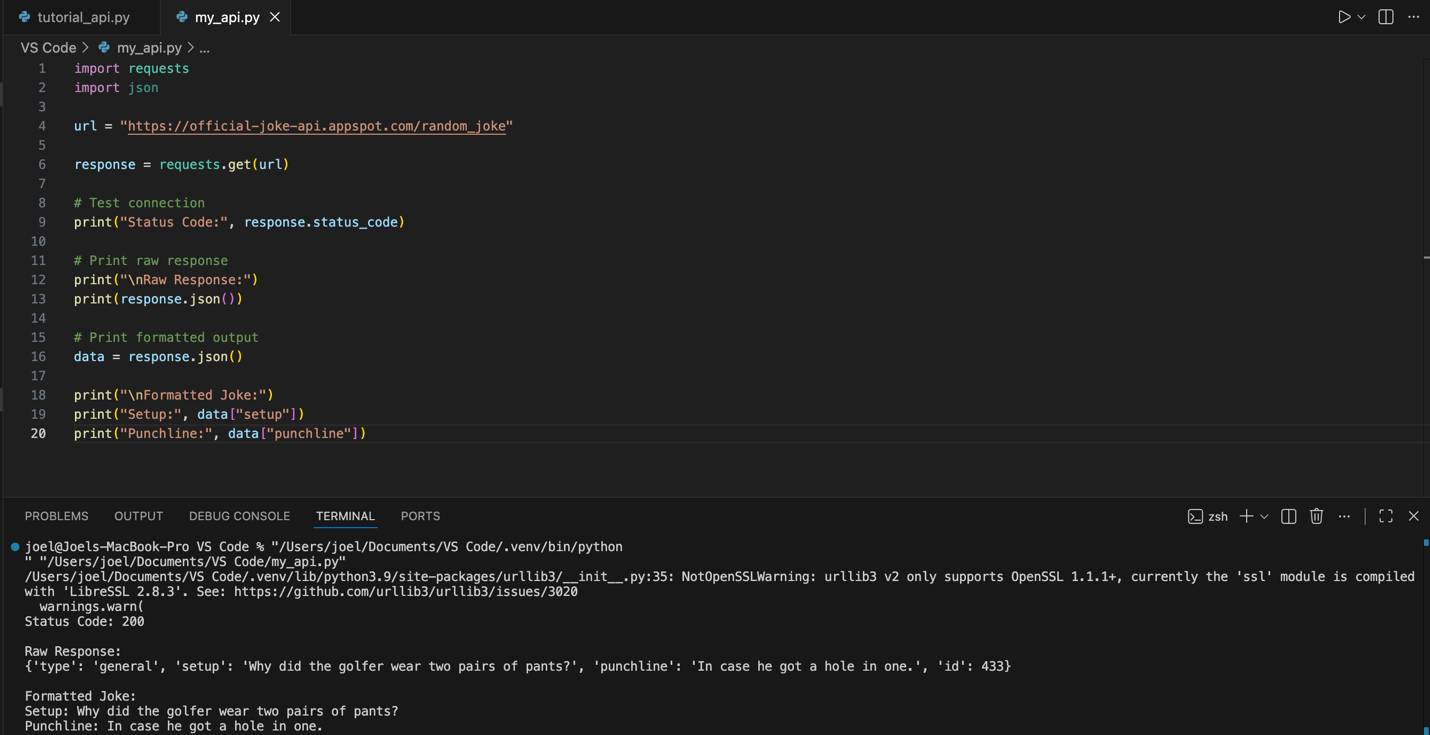 tutorial_api.py my_api.py
VS Code > my_api.py > ...
1 import requests
2 import json
3
4 url = "https://official-joke-api.appspot.com/random_joke"
5
6 response = requests.get(url)
7
8 # Test connection
9 print("Status Code:", response.status_code)
10
11 # Print raw response
12 print("\nRaw Response:")
13 print(response.json())
14
15 # Print formatted output
16 data = response.json()
17
18 print("\nFormatted Joke:")
19 print("Setup:", data["setup"])
20 print("Punchline:", data["punchline"])
PROBLEMS OUTPUT DEBUG CONSOLE TERMINAL PORTS zsh
joel@Joels-MacBook-Pro VS Code % "/Users/joel/Documents/VS Code/.venv/bin/python
" "/Users/joel/Documents/VS Code/my_api.py"
/Users/joel/Documents/VS Code/.venv/lib/python3.9/site-packages/urllib3/__init__.py:35: NotOpenSSLWarning: urllib3 v2 only supports OpenSSL 1.1.1+, currently the 'ssl' module is compiled
with 'LibreSSL 2.8.3'. See: https://github.com/urllib3/urllib3/issues/3020
  warnings.warn(
Status Code: 200

Raw Response:
{'type': 'general', 'setup': 'Why did the golfer wear two pairs of pants?', 'punchline': 'In case he got a hole in one.', 'id': 433}

Formatted Joke:
Setup: Why did the golfer wear two pairs of pants?
Punchline: In case he got a hole in one.